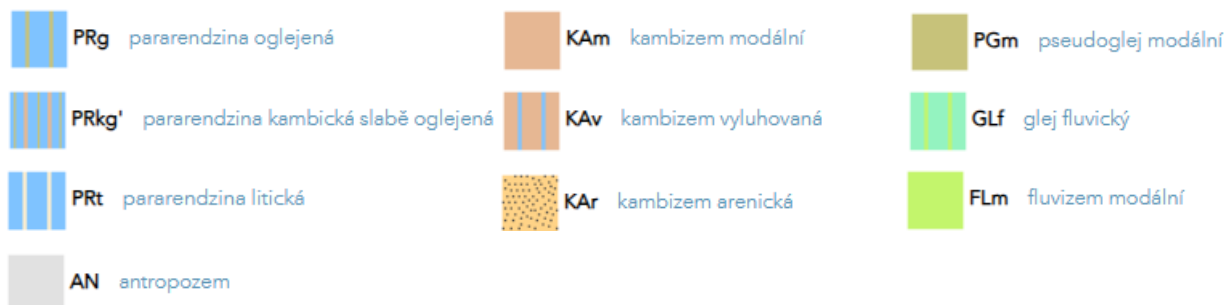 PRg pararendzina oglejená
PRkg' pararendzina kambická slabě oglejená
PRt pararendzina litická
AN antropozem
KAm kambizem modální
KAv kambizem vyluhovaná
KAr kambizem arenická
PGm pseudoglej modální
GLf glej fluvický
FLm fluvizem modální